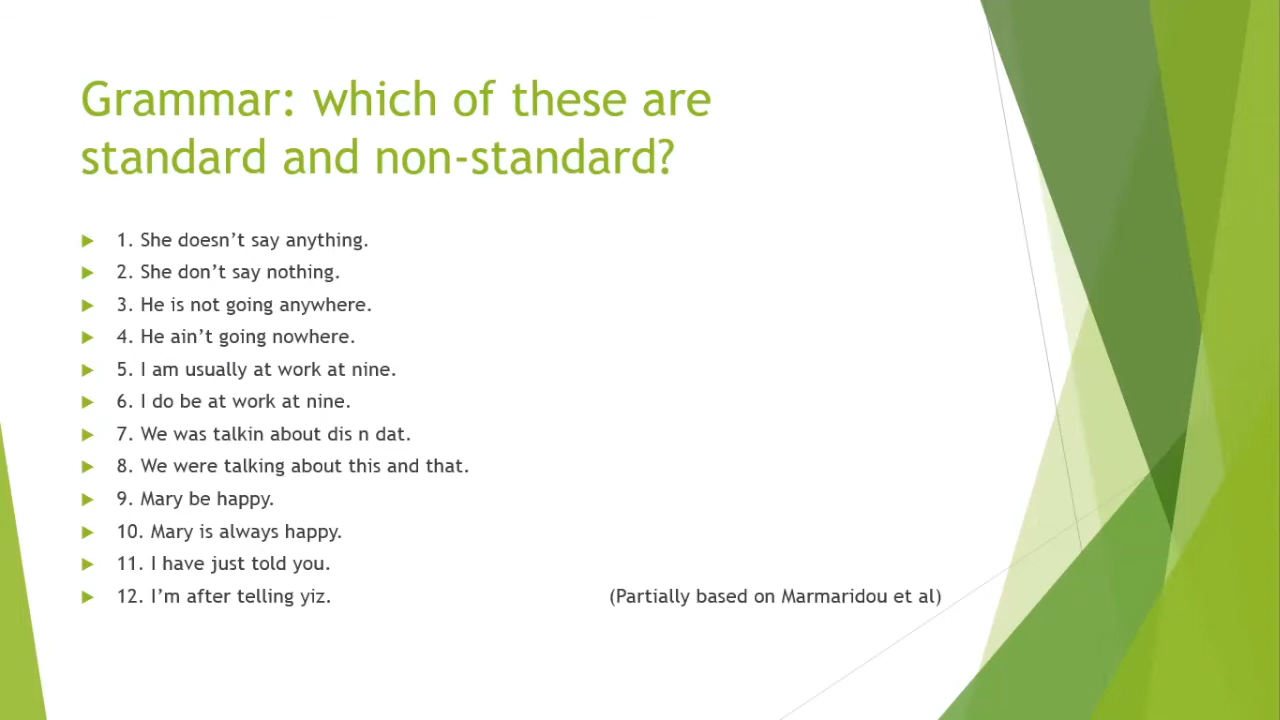 Grammar: which of these are
standard and non-standard?
1. She doesn’t say anything.
2. She don’t say nothing.
3. He is not going anywhere.
4. He ain’t going nowhere.
5. I am usually at work at nine.
6. I do be at work at nine.
7. We was talkin about dis n dat.
8. We were talking about this and that.
9. Mary be happy.
10. Mary is always happy.
11. I have just told you.
12. I’m after telling yiz. (Partially based on Marmaridou et al)